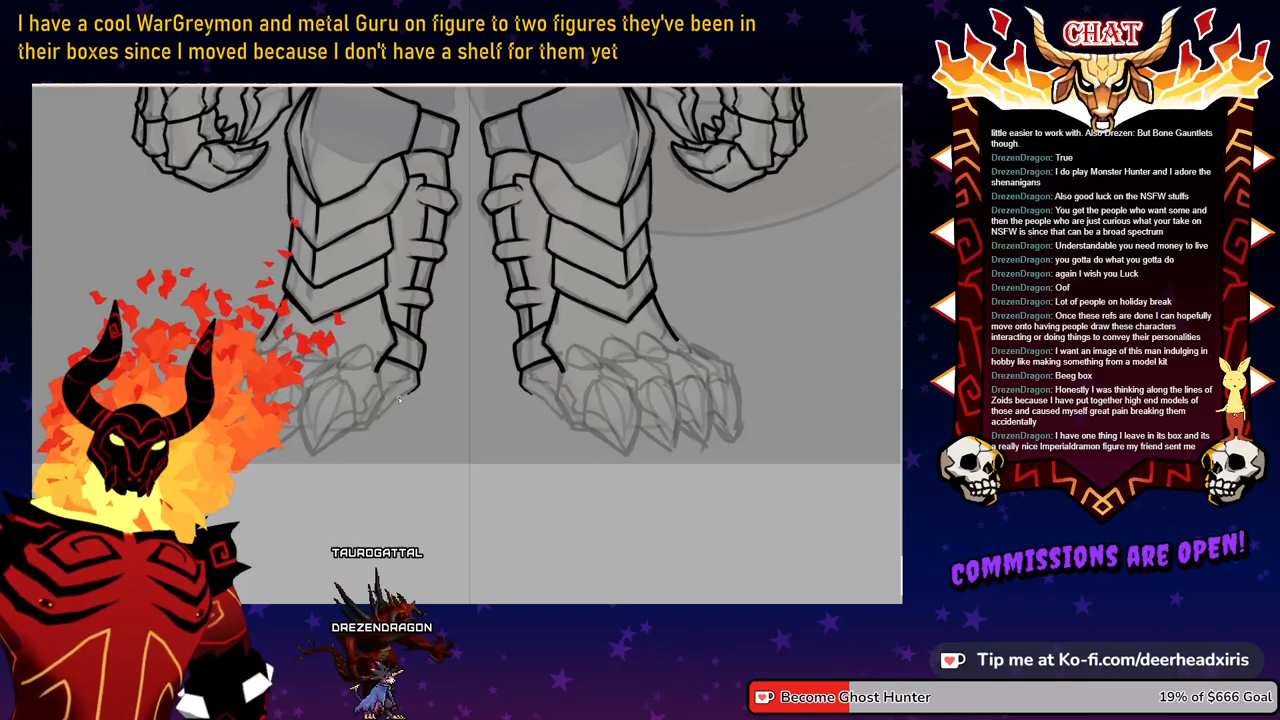 I have a cool WarGreymon and metal Guru on figure to two figures they've been in
their boxes since I moved because I don't have a shelf for them yet
CHAT
little easier to work with. Also Drezen: But Bone Gauntlets
though.
DrezenDragon: True
DrezenDragon: I do play Monster Hunter and I adore the
shenanigans
DrezenDragon: Also good luck on the NSFW stuffs
DrezenDragon: You get the people who want some and
then the people who are just curious what your take on
NSFW is since that can be a broad spectrum
DrezenDragon: Understandable you need money to live
DrezenDragon: you gotta do what you gotta do
DrezenDragon: again I wish you Luck
DrezenDragon: Oof
DrezenDragon: Lot of people on holiday break
DrezenDragon: Once these refs are done I can hopefully
move onto having people draw these characters
interacting or doing things to convey their personalities
DrezenDragon: I want an image of this man indulging in
hobby like making something from a model kit
DrezenDragon: Beeg box
DrezenDragon: Honestly I was thinking along the lines of
Zoids because I have put together high end models of
those and caused myself great pain breaking them
accidentally
DrezenDragon: I have one thing I leave in its box and its
a really nice Imperialdramon figure my friend sent me
TAUROGATTAL
DREZENDRAGON
COMMISSIONS ARE OPEN!
Tip me at Ko-fi.com/deerheadxiris
Become Ghost Hunter
19% of $666 Goal